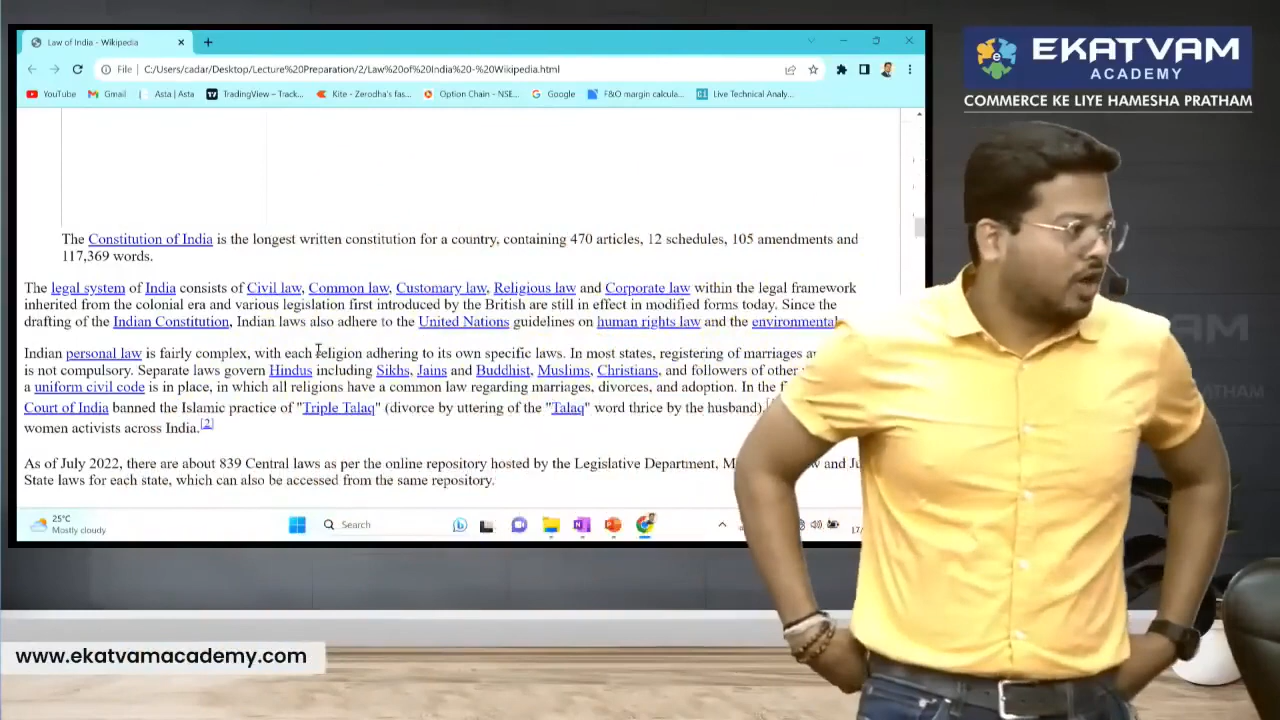 Law of India - Wikipedia
File
C:/Users/cadar/Desktop/Lecture%20Preparation/2/Law%20of%20India%20-%20Wikipedia.html
YouTube
Gmail
Asta | Asta
TradingView – Track...
Kite - Zerodha's fas...
Option Chain - NSE...
Google
F&O margin calcula...
Live Technical Analy...
The Constitution of India is the longest written constitution for a country, containing 470 articles, 12 schedules, 105 amendments and
117,369 words.
The legal system of India consists of Civil law, Common law, Customary law, Religious law and Corporate law within the legal framework
inherited from the colonial era and various legislation first introduced by the British are still in effect in modified forms today. Since the
drafting of the Indian Constitution, Indian laws also adhere to the United Nations guidelines on human rights law and the environmental
Indian personal law is fairly complex, with each religion adhering to its own specific laws. In most states, registering of marriages
is not compulsory. Separate laws govern Hindus including Sikhs, Jains and Buddhist, Muslims, Christians, and followers of other
a uniform civil code is in place, in which all religions have a common law regarding marriages, divorces, and adoption. In the
Court of India banned the Islamic practice of "Triple Talaq" (divorce by uttering of the "Talaq" word thrice by the husband).
women activists across India.[2]
As of July 2022, there are about 839 Central laws as per the online repository hosted by the Legislative Department,
State laws for each state, which can also be accessed from the same repository.
25°C
Mostly cloudy
Search
EKATVAM
ACADEMY
COMMERCE KE LIYE HAMESHA PRATHAM
www.ekatvamacademy.com